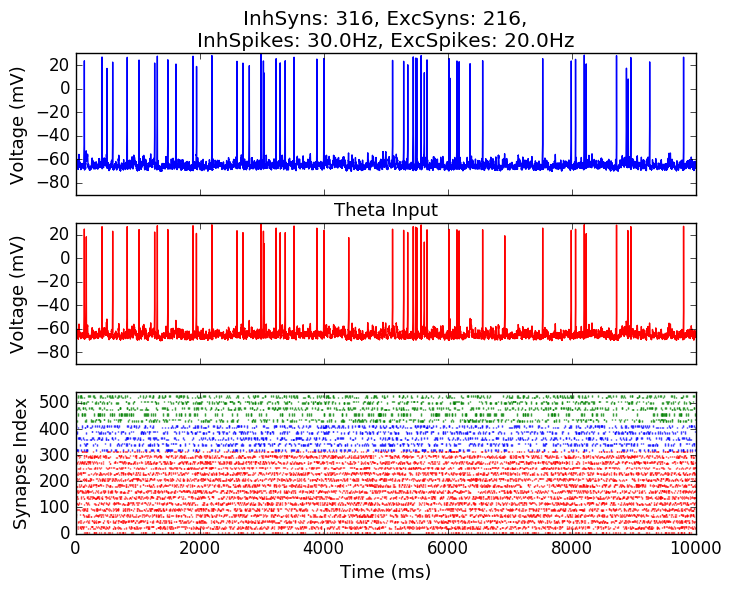 InhSyns: 316, ExcSyns: 216,
InhSpikes: 30.0Hz, ExcSpikes: 20.0Hz
Voltage (mV)
20
0
−20
−40
−60
−80
Theta Input
Voltage (mV)
20
0
−20
−40
−60
−80
Synapse Index
500
400
300
200
100
0
0 2000 4000 6000 8000 10000
Time (ms)